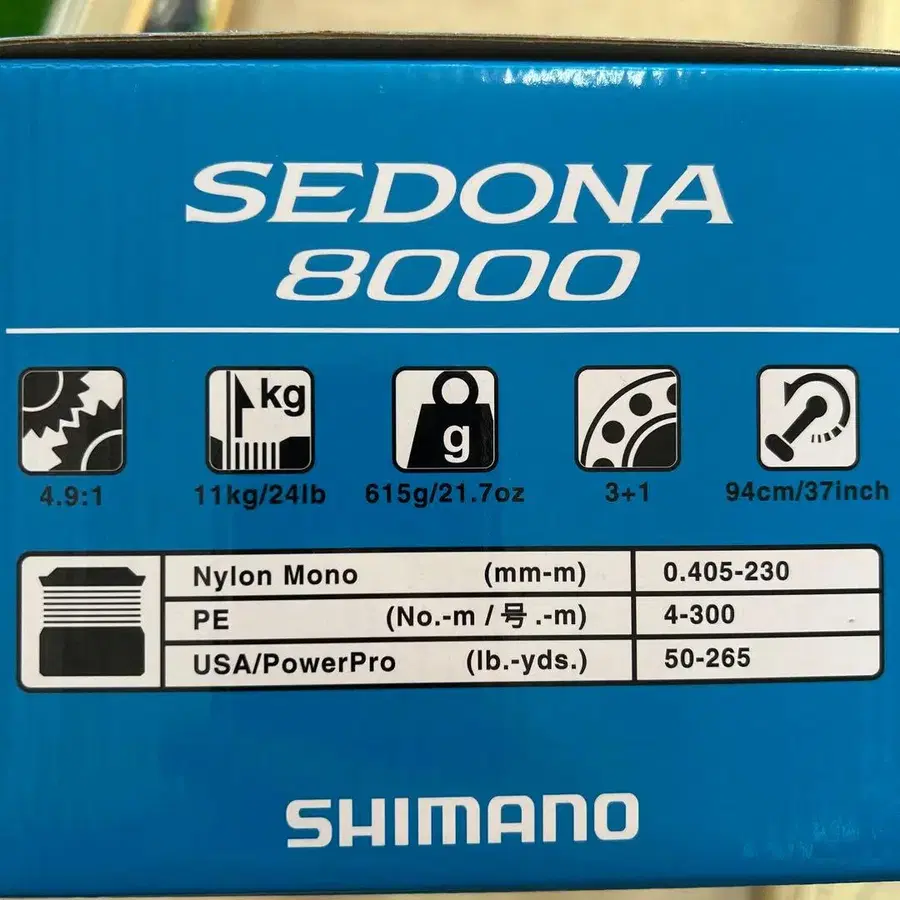 SEDONA
8000
kg
g
4.9:1 11kg/24lb 615g/21.7oz 3+1 94cm/37inch
Nylon Mono (mm-m) 0.405-230
PE (No.-m / 号 .-m) 4-300
USA/PowerPro (lb.-yds.) 50-265
SHIMANO